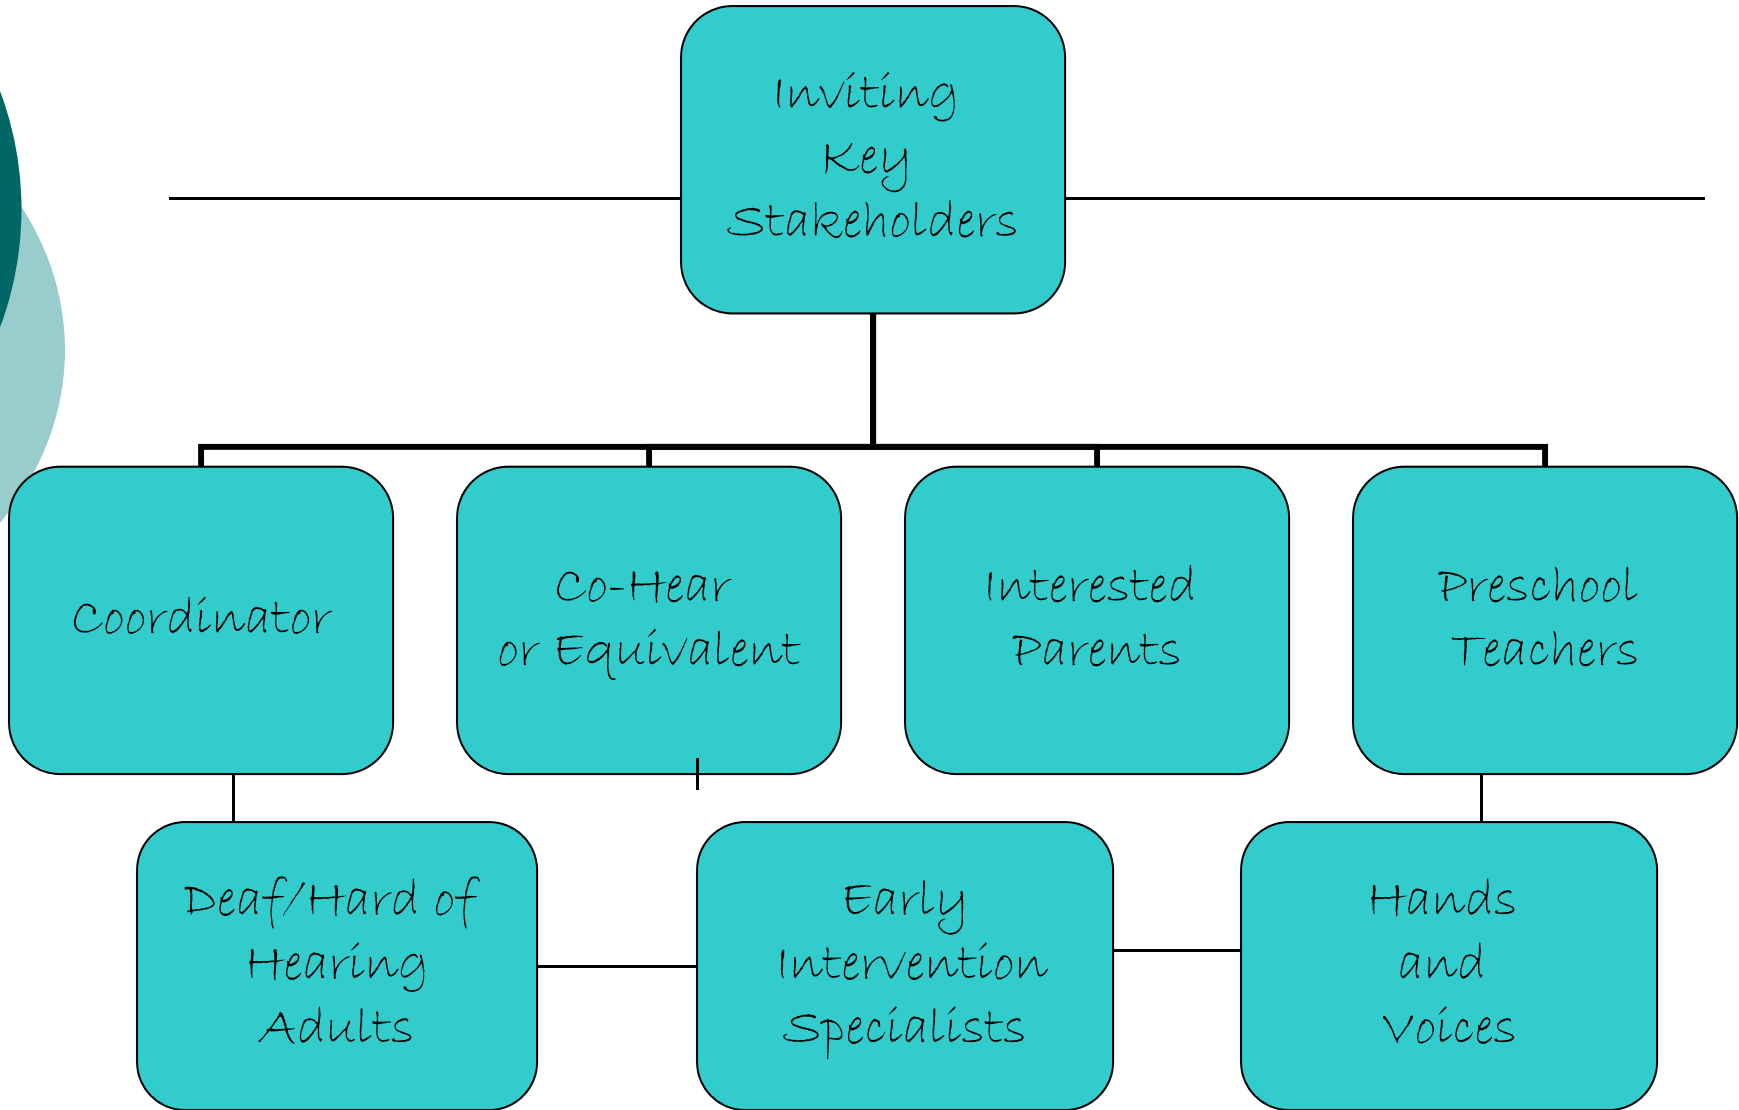 Inviting
Key
Stakeholders
Coordinator
Co-Hear
or Equivalent
Interested
Parents
Preschool
Teachers
Deaf/Hard of
Hearing
Adults
Early
Intervention
Specialists
Hands
and
Voices